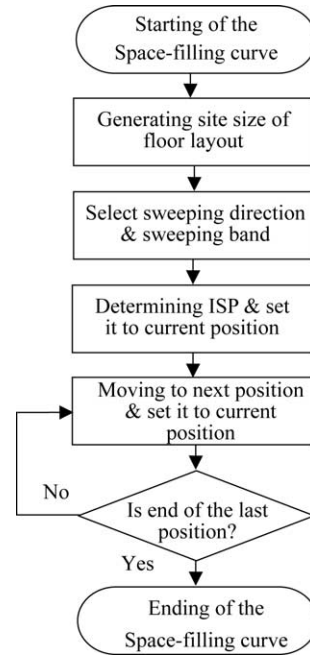 Starting of the
Space-filling curve
Generating site size of
floor layout
Select sweeping direction
& sweeping band
Determining ISP & set
it to current position
Moving to next position
& set it to current
position
No
Is end of the last
position?
Yes
Ending of the
Space-filling curve